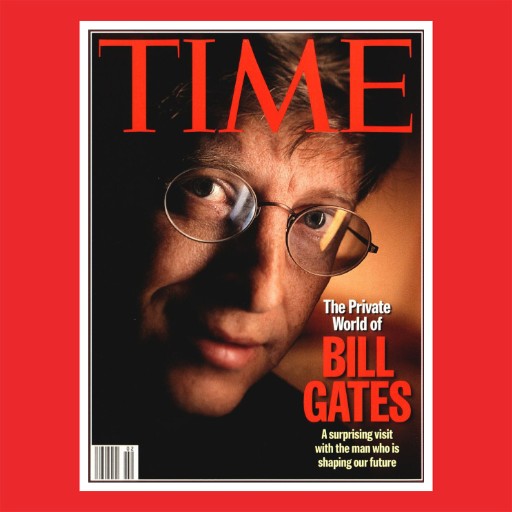 TIME
The Private
World of
BILL
GATES
A surprising visit
with the man who is
shaping our future